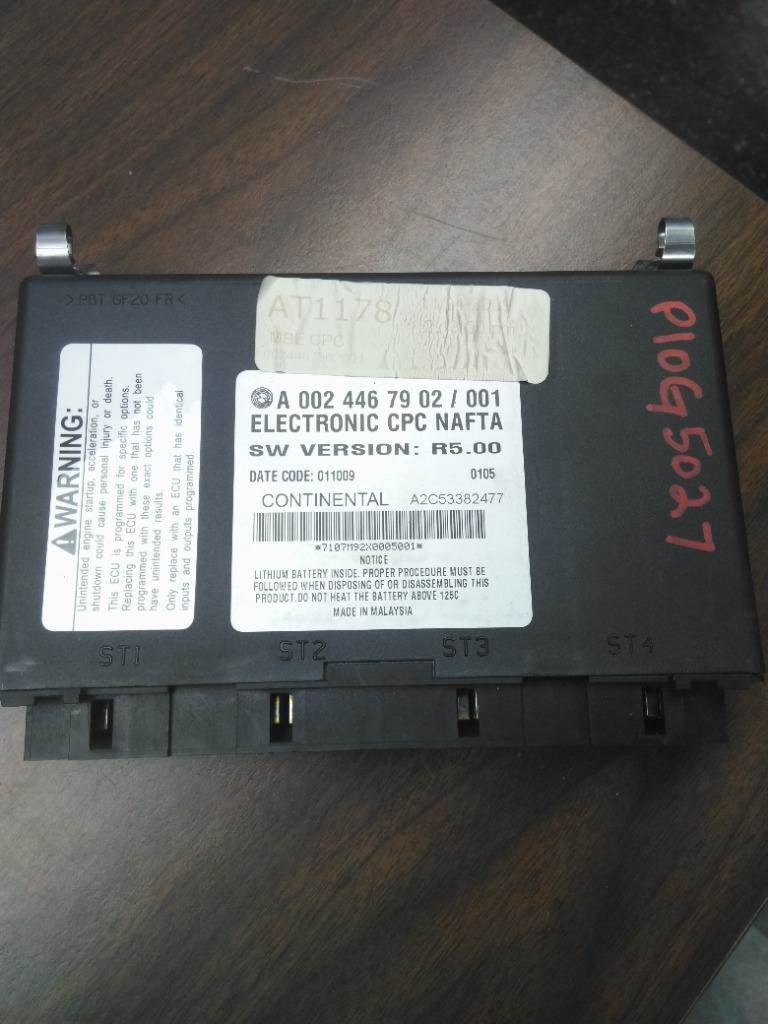 >PBT GF20 FR<
AT1178
MBE CPC
A 002 446 79 02 / 001
ELECTRONIC CPC NAFTA
SW VERSION: R5.00
DATE CODE: 011009 0105
CONTINENTAL A2C53382477
*7107M92X0005001*
NOTICE
LITHIUM BATTERY INSIDE. PROPER PROCEDURE MUST BE
FOLLOWED WHEN DISPOSING OF OR DISASSEMBLING THIS
PRODUCT.DO NOT HEAT THE BATTERY ABOVE 125C
MADE IN MALAYSIA
WARNING:
Unintended engine startup, acceleration, or
shutdown could cause personal injury or death.
This ECU is programmed for specific options.
Replacing this ECU with one that has not been
programmed with these exact options could
have unintended results.
Only replace with an ECU that has identical
inputs and outputs programmed.
P10G5027
ST1 ST2 ST3 ST4